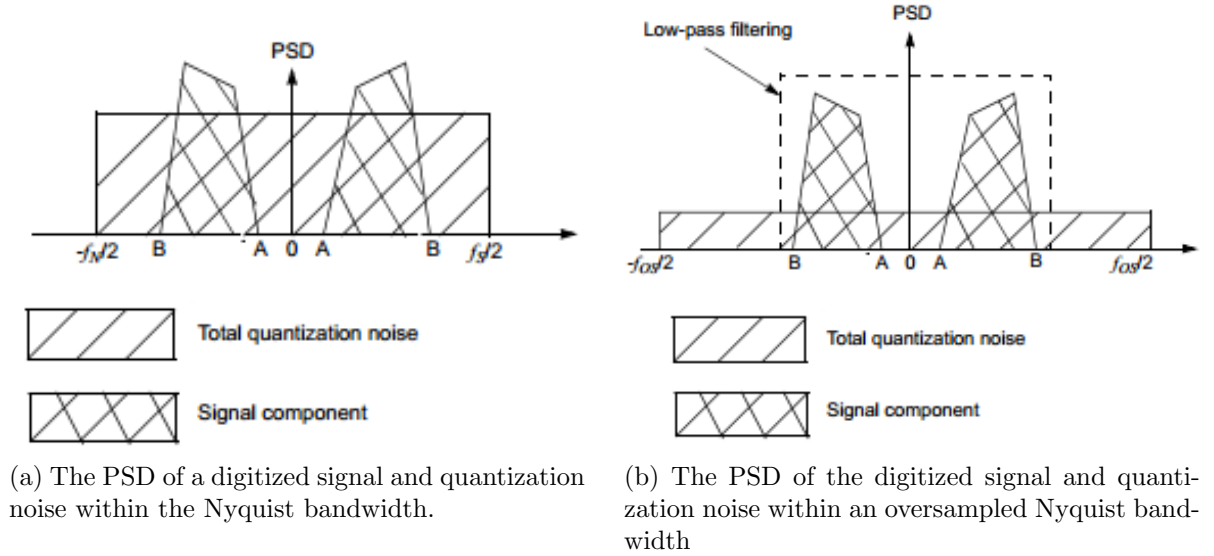 PSD
-fN/2 B A 0 A B fS/2
Total quantization noise
Signal component
(a) The PSD of a digitized signal and quantization
noise within the Nyquist bandwidth.
PSD
Low-pass filtering
-fOS/2 B A 0 A B fOS/2
Total quantization noise
Signal component
(b) The PSD of the digitized signal and quanti-
zation noise within an oversampled Nyquist band-
width